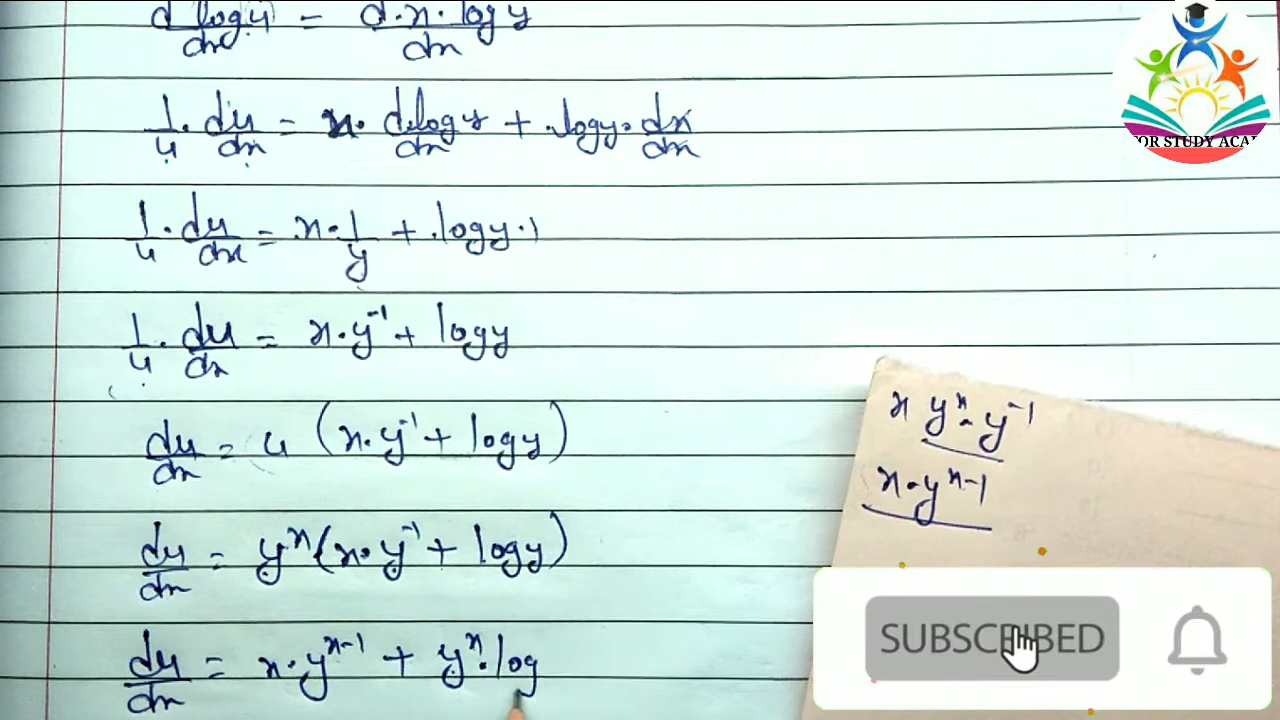 d log u/dx = d·x·log y/dx
1/u · du/dx = x· d·log y/dx + ·log y· dx/dx
1/u · du/dx = x· 1/y + ·log y·1
1/u · du/dx = x·y⁻¹ + log y
du/dx = u (x·y⁻¹ + log y)
du/dx = yˣ(x·y⁻¹ + log y)
du/dx = x·yˣ⁻¹ + yˣ·log
x yˣ·y⁻¹
x·yˣ⁻¹
OR STUDY ACA
SUBSCRIBED